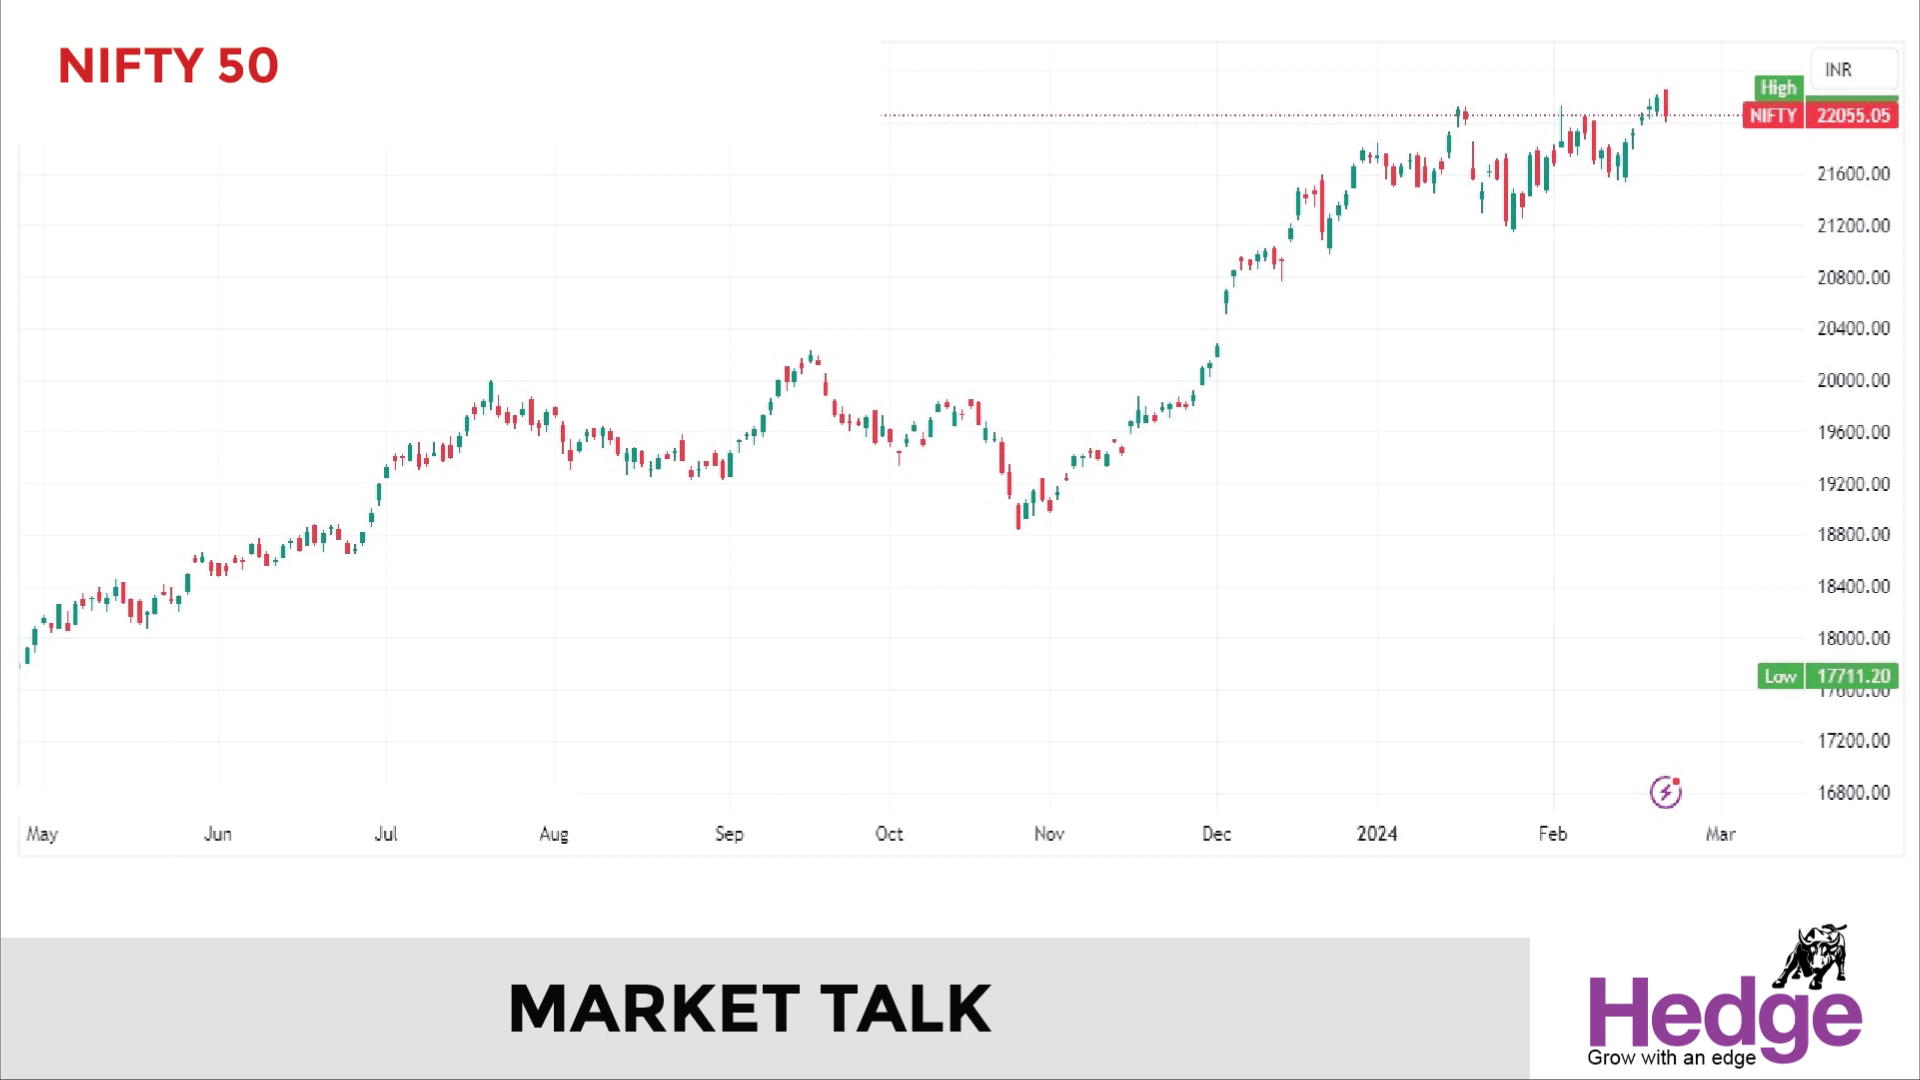 NIFTY 50
INR
High
NIFTY 22055.05
21600.00
21200.00
20800.00
20400.00
20000.00
19600.00
19200.00
18800.00
18400.00
18000.00
Low 17711.20
17600.00
17200.00
16800.00
May Jun Jul Aug Sep Oct Nov Dec 2024 Feb Mar
MARKET TALK
Hedge
Grow with an edge